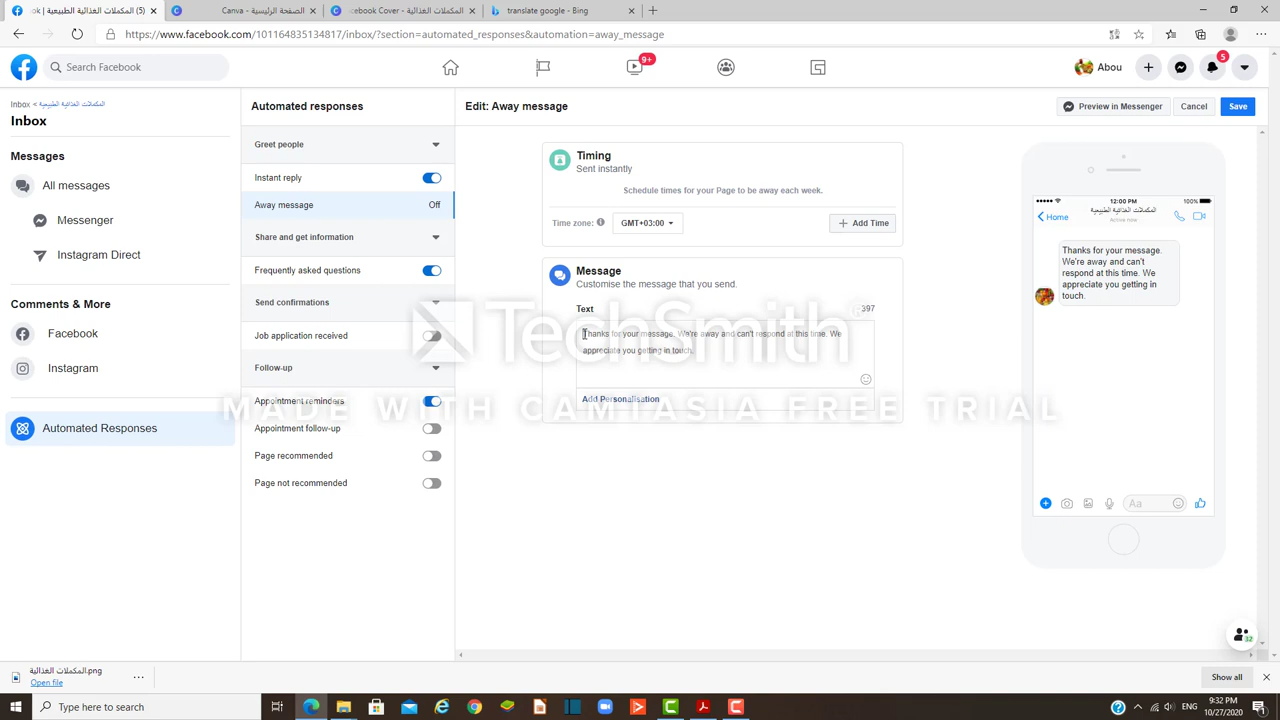 ok | المكملات الغذائية الطبيعية (5)
Canva - الصفحة الرئيسية
cebook Cover - المكملات الغذائية
translate google - Bing
https://www.facebook.com/101164835134817/inbox/?section=automated_responses&automation=away_message
Search Facebook
9+
Abou
5
Inbox < المكملات الغذائية الطبيعية
Inbox
Messages
All messages
Messenger
Instagram Direct
Comments & More
Facebook
Instagram
Automated Responses
Automated responses
Greet people
Instant reply
Away message
Off
Share and get information
Frequently asked questions
Send confirmations
Job application received
Follow-up
Appointment reminders
Appointment follow-up
Page recommended
Page not recommended
Edit: Away message
Preview in Messenger
Cancel
Save
Timing
Sent instantly
Schedule times for your Page to be away each week.
Time zone:
GMT+03:00
Add Time
Message
Customise the message that you send.
Text
397
Thanks for your message. We're away and can't respond at this time. We
appreciate you getting in touch.
Add Personalisation
TechSmith
MADE WITH CAMTASIA FREE TRIAL
12:00 PM
100%
Home
المكملات الغذائية الطبيعية
Active now
Thanks for your message.
We're away and can't
respond at this time. We
appreciate you getting in
touch.
Aa
32
المكملات الغذائية.png
Open file
Show all
Type here to search
ENG
9:32 PM
10/27/2020
1